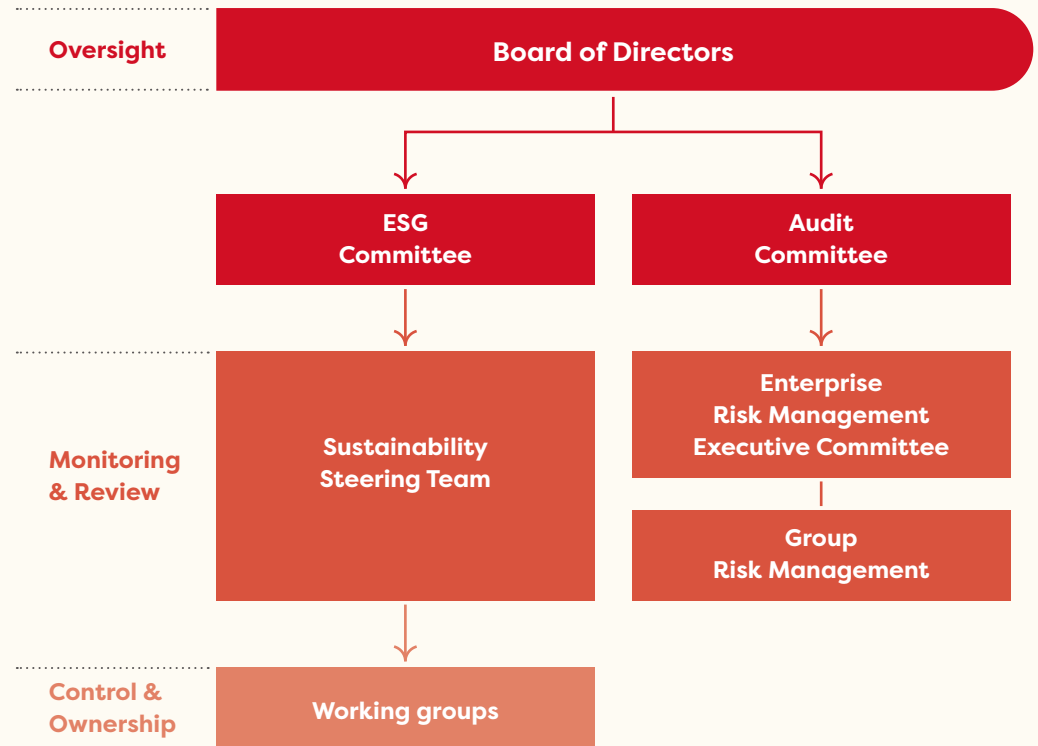 Oversight
Board of Directors
ESG
Committee
Audit
Committee
Monitoring
& Review
Sustainability
Steering Team
Enterprise
Risk Management
Executive Committee
Group
Risk Management
Control &
Ownership
Working groups